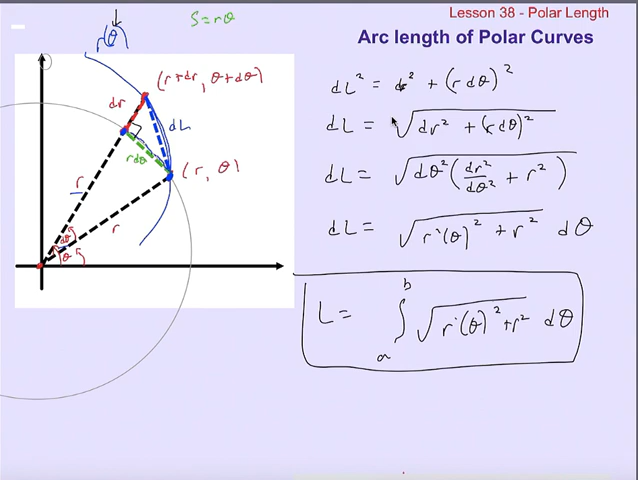 Lesson 38 - Polar Length
Arc length of Polar Curves
S = rθ
r(θ)
(r+dr, θ+dθ)
dr
dL
rdθ
(r, θ)
r
r
dθ
θ
dL² = dr² + (r dθ)²
dL = √(dr² + (r dθ)²)
dL = √(dθ² (dr²/dθ² + r²))
dL = √(r'(θ)² + r²) dθ
L = ∫ₐᵇ √(r'(θ)² + r²) dθ